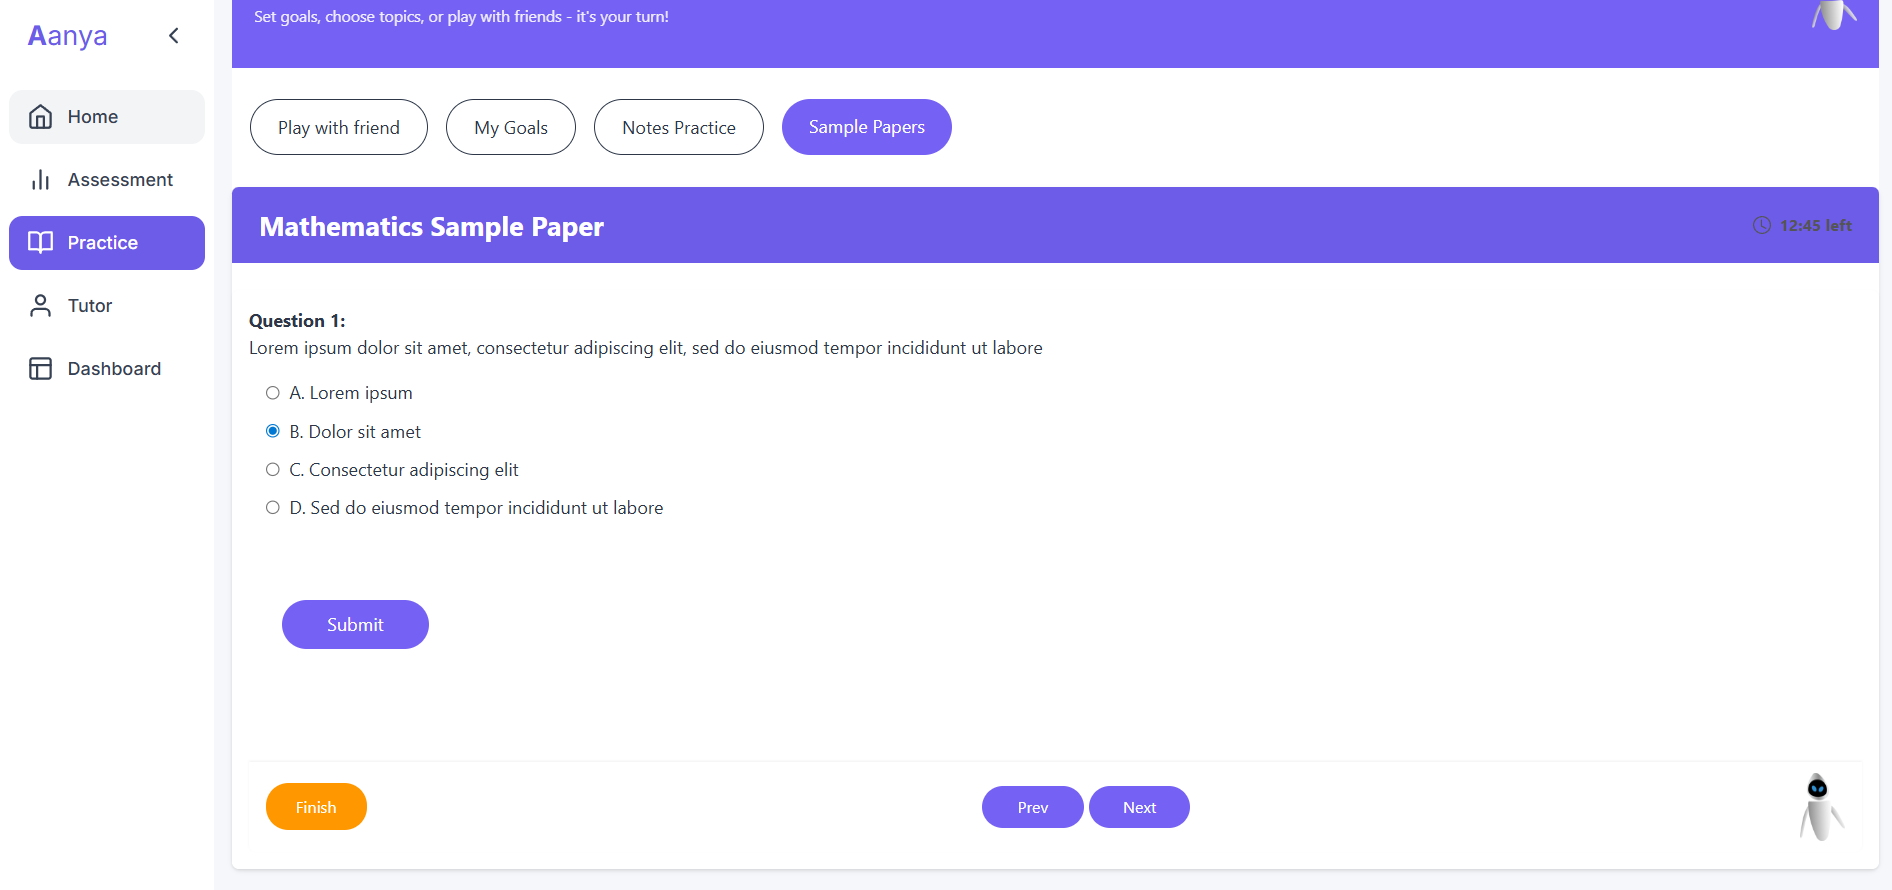 Aanya
Home
Assessment
Practice
Tutor
Dashboard
Set goals, choose topics, or play with friends - it's your turn!
Play with friend
My Goals
Notes Practice
Sample Papers
Mathematics Sample Paper
12:45 left
Question 1:
Lorem ipsum dolor sit amet, consectetur adipiscing elit, sed do eiusmod tempor incididunt ut labore
A. Lorem ipsum
B. Dolor sit amet
C. Consectetur adipiscing elit
D. Sed do eiusmod tempor incididunt ut labore
Submit
Finish
Prev
Next